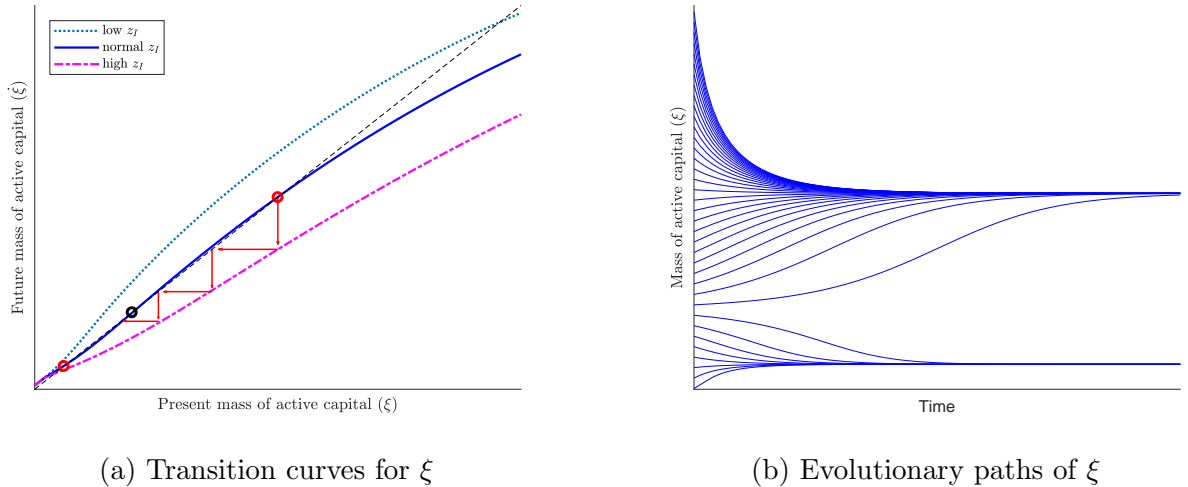 low z_I
normal z_I
high z_I
Future mass of active capital (ξ̇)
Present mass of active capital (ξ)
(a) Transition curves for ξ
Mass of active capital (ξ)
Time
(b) Evolutionary paths of ξ